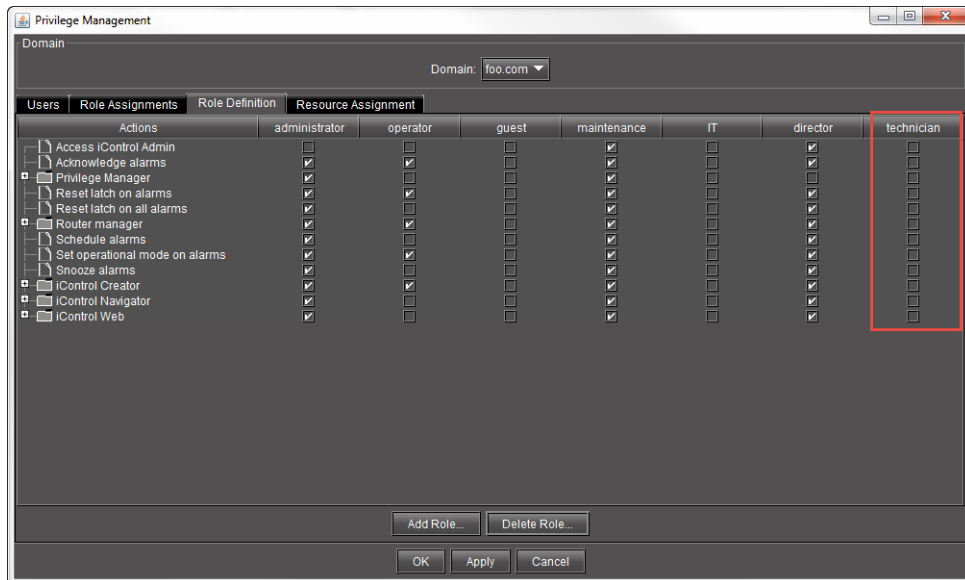 Privilege Management
Domain
Domain: foo.com
Users Role Assignments Role Definition Resource Assignment
Actions administrator operator guest maintenance IT director technician
Access iControl Admin
Acknowledge alarms
Privilege Manager
Reset latch on alarms
Reset latch on all alarms
Router manager
Schedule alarms
Set operational mode on alarms
Snooze alarms
iControl Creator
iControl Navigator
iControl Web
Add Role... Delete Role...
OK Apply Cancel